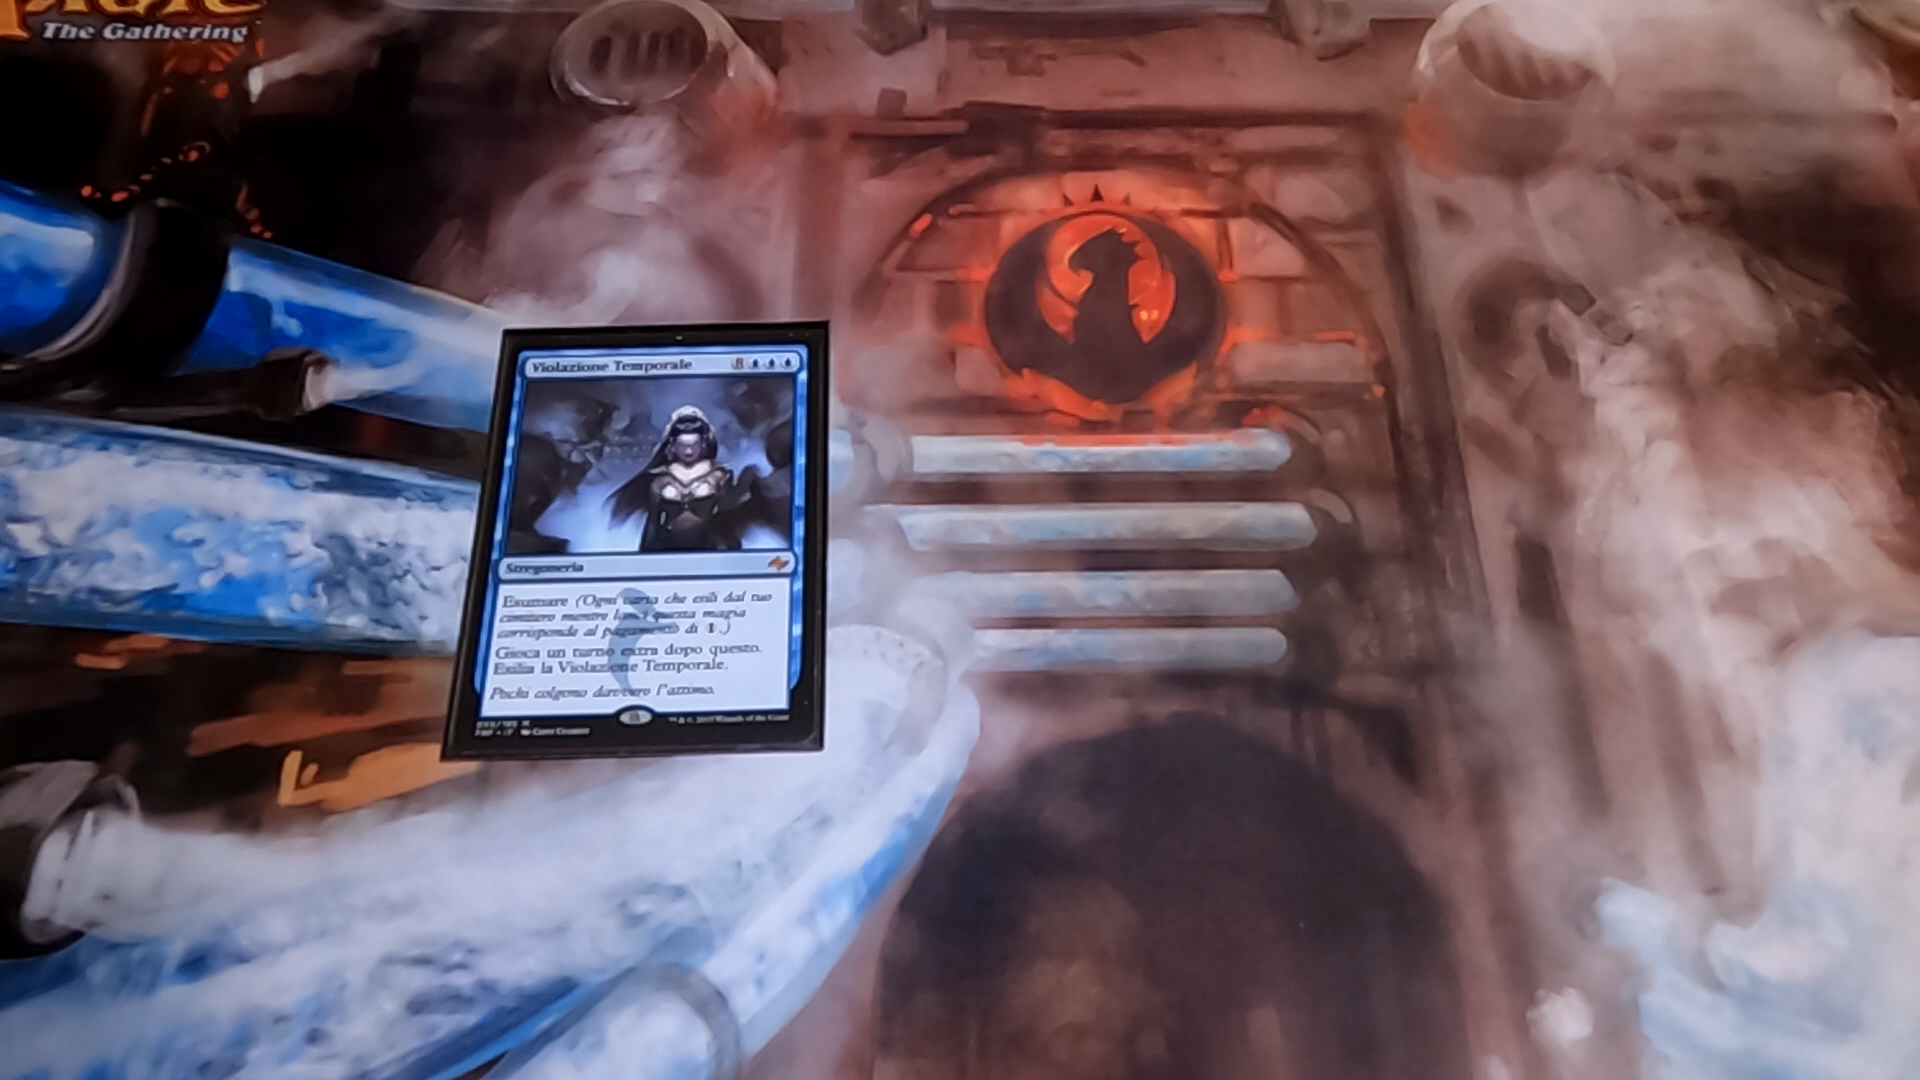 The Gathering
Violazione Temporale 8
Stregoneria
Esumare (Ogni carta che esili dal tuo
cimitero mentre lanci questa magia
corrisponde al pagamento di 1.)
Gioca un turno extra dopo questo.
Esilia la Violazione Temporale.
Pochi colgono davvero l'attimo.